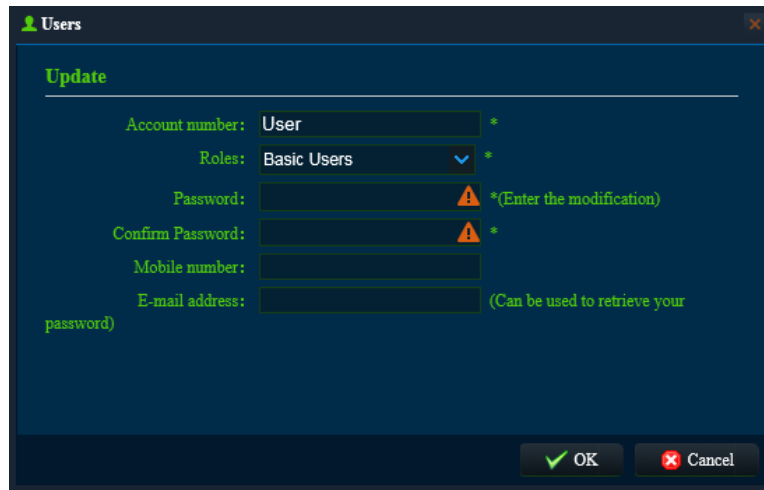 Users
Update
Account number: User *
Roles: Basic Users *
Password: *(Enter the modification)
Confirm Password: *
Mobile number:
E-mail address: (Can be used to retrieve your
password)
OK Cancel